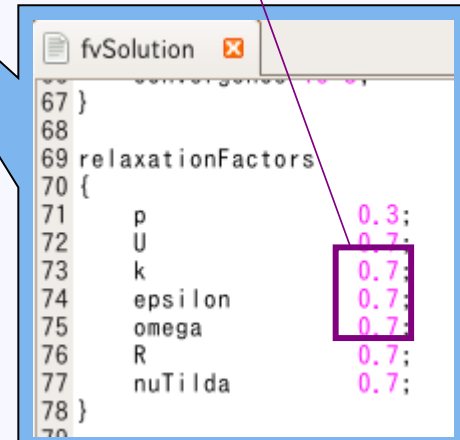 fvSolution
67 }
68
69 relaxationFactors
70 {
71 p 0.3;
72 U 0.7;
73 k 0.7;
74 epsilon 0.7;
75 omega 0.7;
76 R 0.7;
77 nuTilda 0.7;
78 }